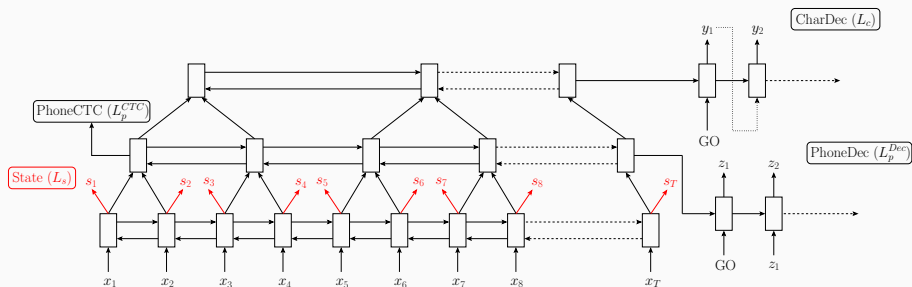 y_1 y_2 CharDec (L_c)
PhoneCTC (L_p^{CTC})
GO
PhoneDec (L_p^{Dec})
z_1 z_2
State (L_s) s_1 s_2 s_3 s_4 s_5 s_6 s_7 s_8 s_T
GO z_1
x_1 x_2 x_3 x_4 x_5 x_6 x_7 x_8 x_T